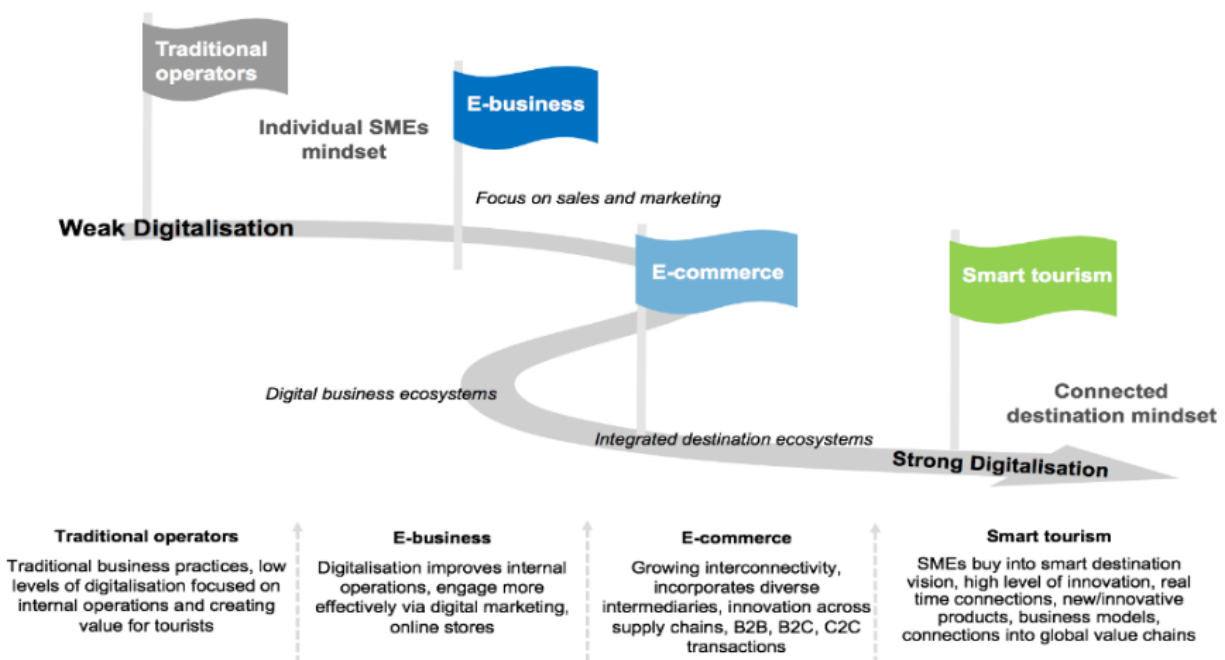 Traditional
operators
E-business
Individual SMEs
mindset
Focus on sales and marketing
Weak Digitalisation
E-commerce
Smart tourism
Digital business ecosystems
Connected
destination mindset
Integrated destination ecosystems
Strong Digitalisation
Traditional operators
Traditional business practices, low
levels of digitalisation focused on
internal operations and creating
value for tourists
E-business
Digitalisation improves internal
operations, engage more
effectively via digital marketing,
online stores
E-commerce
Growing interconnectivity,
incorporates diverse
intermediaries, innovation across
supply chains, B2B, B2C, C2C
transactions
Smart tourism
SMEs buy into smart destination
vision, high level of innovation, real
time connections, new/innovative
products, business models,
connections into global value chains